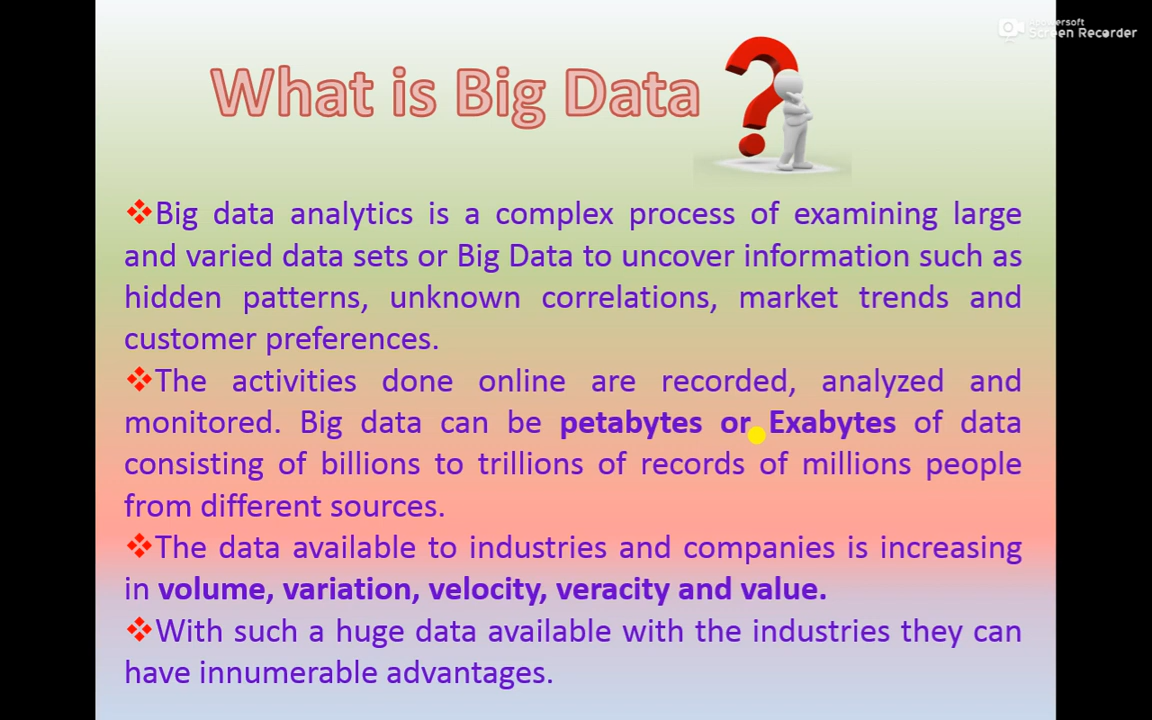 Apowersoft
Screen Recorder
What is Big Data
❖Big data analytics is a complex process of examining large
and varied data sets or Big Data to uncover information such as
hidden patterns, unknown correlations, market trends and
customer preferences.
❖The activities done online are recorded, analyzed and
monitored. Big data can be petabytes or Exabytes of data
consisting of billions to trillions of records of millions people
from different sources.
❖The data available to industries and companies is increasing
in volume, variation, velocity, veracity and value.
❖With such a huge data available with the industries they can
have innumerable advantages.